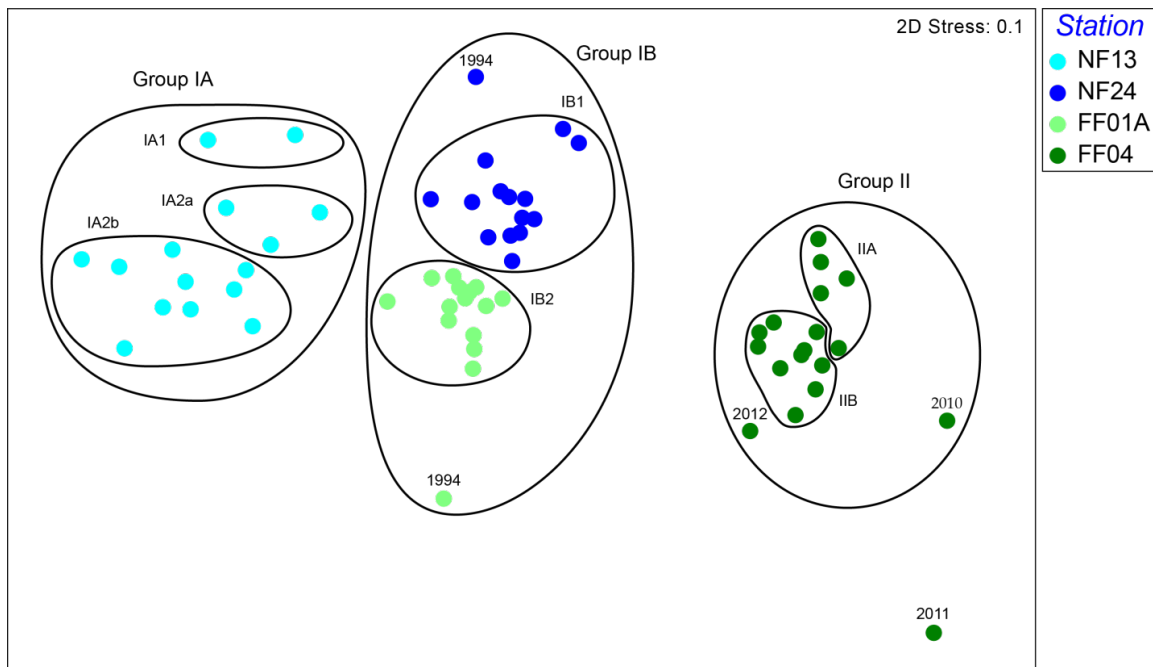 2D Stress: 0.1
Station
NF13
NF24
FF01A
FF04
Group IA
Group IB
1994
IA1
IB1
IA2a
Group II
IA2b
IIA
IB2
IIB
2012
2010
1994
2011